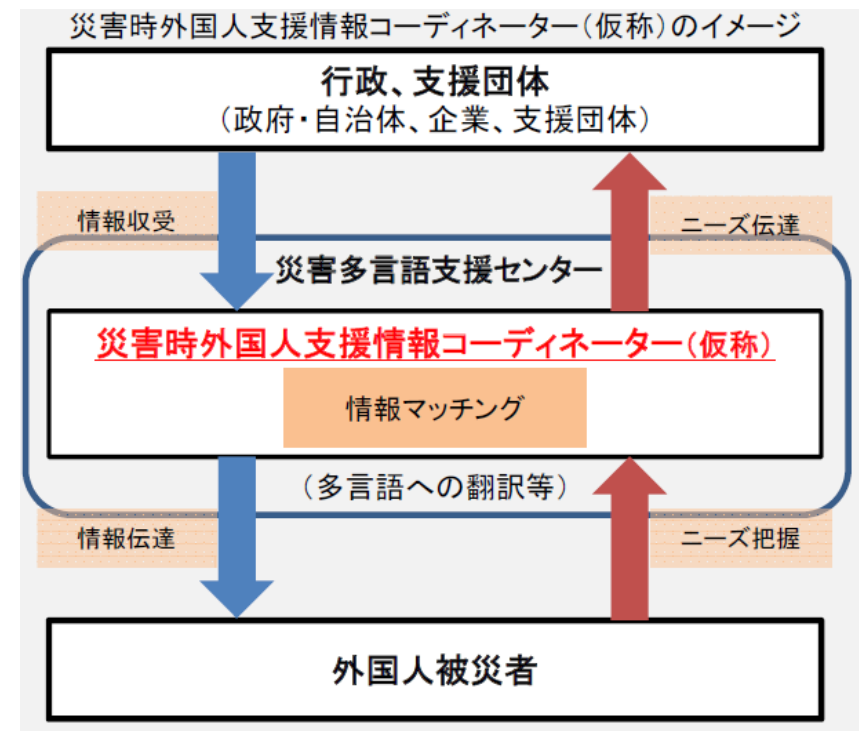 災害時外国人支援情報コーディネーター(仮称)のイメージ
行政、支援団体
(政府・自治体、企業、支援団体)
情報収受
ニーズ伝達
災害多言語支援センター
災害時外国人支援情報コーディネーター(仮称)
情報マッチング
(多言語への翻訳等)
情報伝達
ニーズ把握
外国人被災者